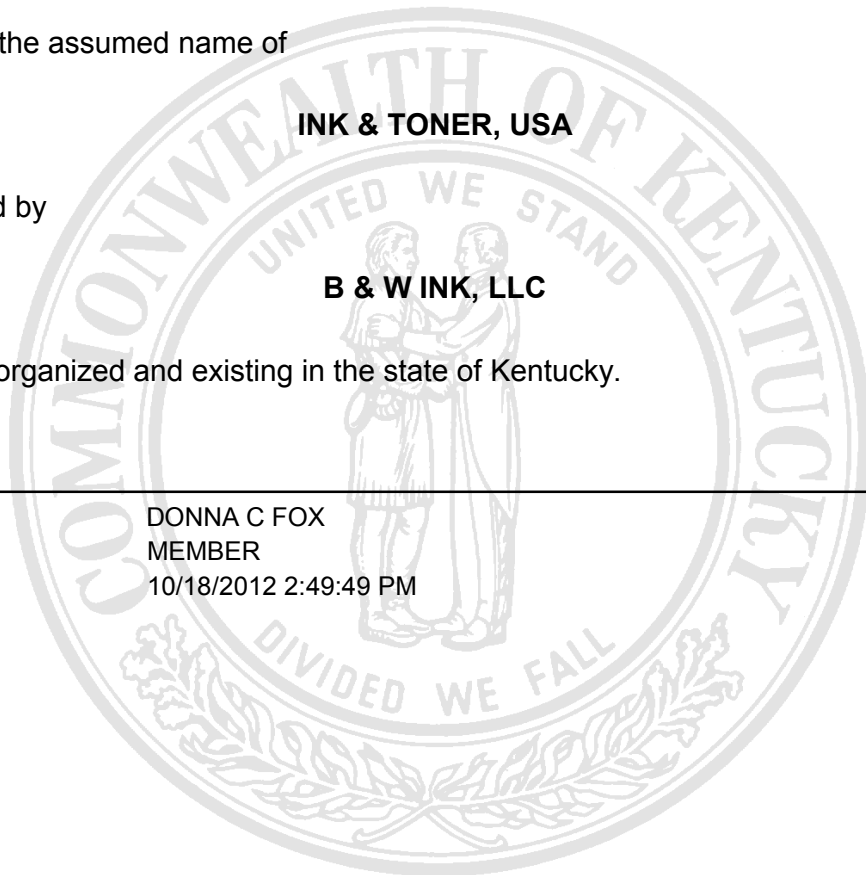 the assumed name of
INK & TONER, USA
d by
B & W INK, LLC
organized and existing in the state of Kentucky.
DONNA C FOX
MEMBER
10/18/2012 2:49:49 PM
COMMONWEALTH OF KENTUCKY
UNITED WE STAND
DIVIDED WE FALL